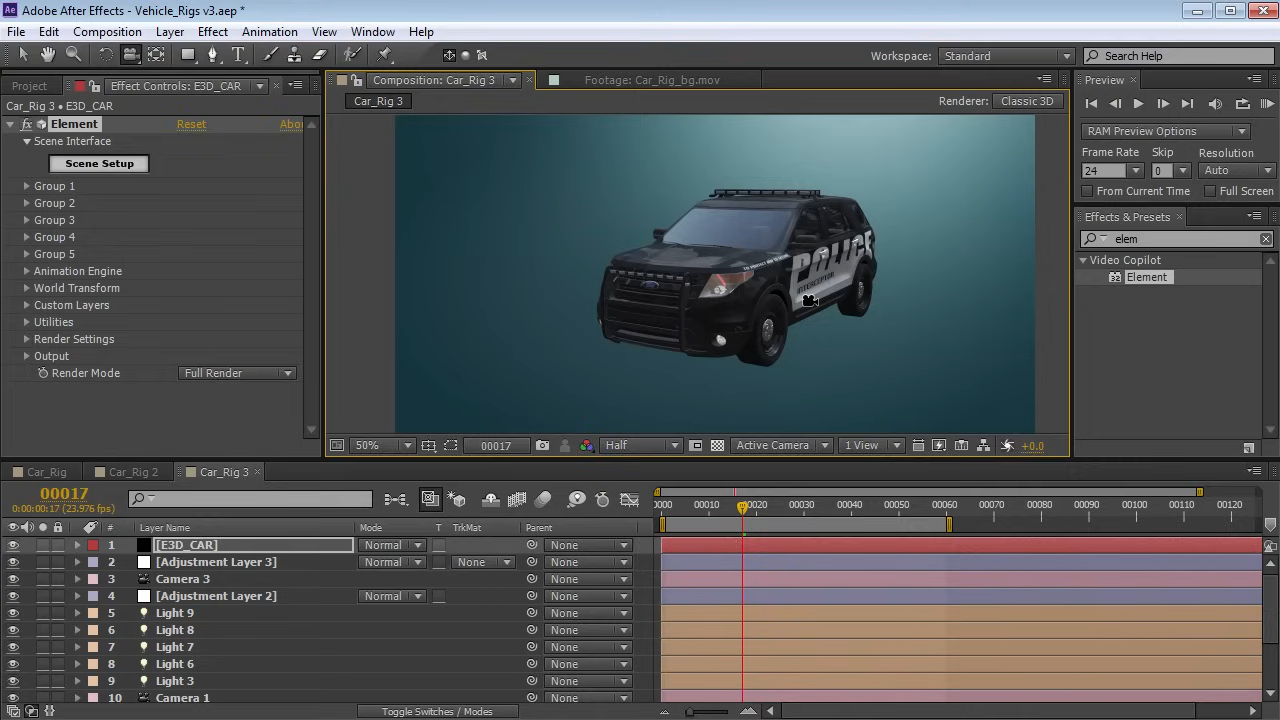 Ae Adobe After Effects - Vehicle_Rigs v3.aep *
File Edit Composition Layer Effect Animation View Window Help
Workspace: Standard Search Help
Project Effect Controls: E3D_CAR
Composition: Car_Rig 3 Footage: Car_Rig_bg.mov
Preview
Car_Rig 3 • E3D_CAR
Car_Rig 3
Renderer: Classic 3D
fx Element Reset Abo
Scene Interface
Scene Setup
Group 1
Group 2
Group 3
Group 4
Group 5
Animation Engine
World Transform
Custom Layers
Utilities
Render Settings
Output
Render Mode Full Render
POLICE
INTERCEPTOR
RAM Preview Options
Frame Rate Skip Resolution
24 0 Auto
From Current Time Full Screen
Effects & Presets
elem
Video Copilot
32 Element
50% 00017 Half Active Camera 1 View +0.0
Car_Rig Car_Rig 2 Car_Rig 3
00017
0:00:00:17 (23.976 fps)
0000 00010 00020 00030 00040 00050 00060 00070 00080 00090 00100 00110 00120
# Layer Name Mode T TrkMat Parent
1 [E3D_CAR] Normal None
2 [Adjustment Layer 3] Normal None None
3 Camera 3 None
4 [Adjustment Layer 2] Normal None
5 Light 9 None
6 Light 8 None
7 Light 7 None
8 Light 6 None
9 Light 3 None
10 Camera 1 None
Toggle Switches / Modes